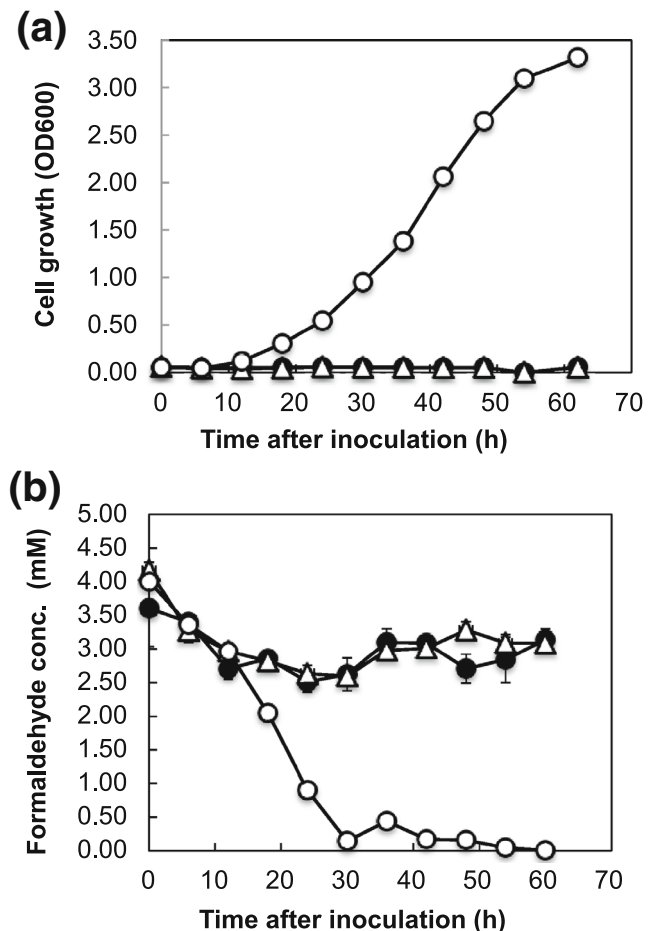 (a)
3.50
3.00
2.50
2.00
1.50
1.00
0.50
0.00
Cell growth (OD600)
0 10 20 30 40 50 60 70
Time after inoculation (h)
(b)
5.00
4.50
4.00
3.50
3.00
2.50
2.00
1.50
1.00
0.50
0.00
Formaldehyde conc. (mM)
0 10 20 30 40 50 60 70
Time after inoculation (h)